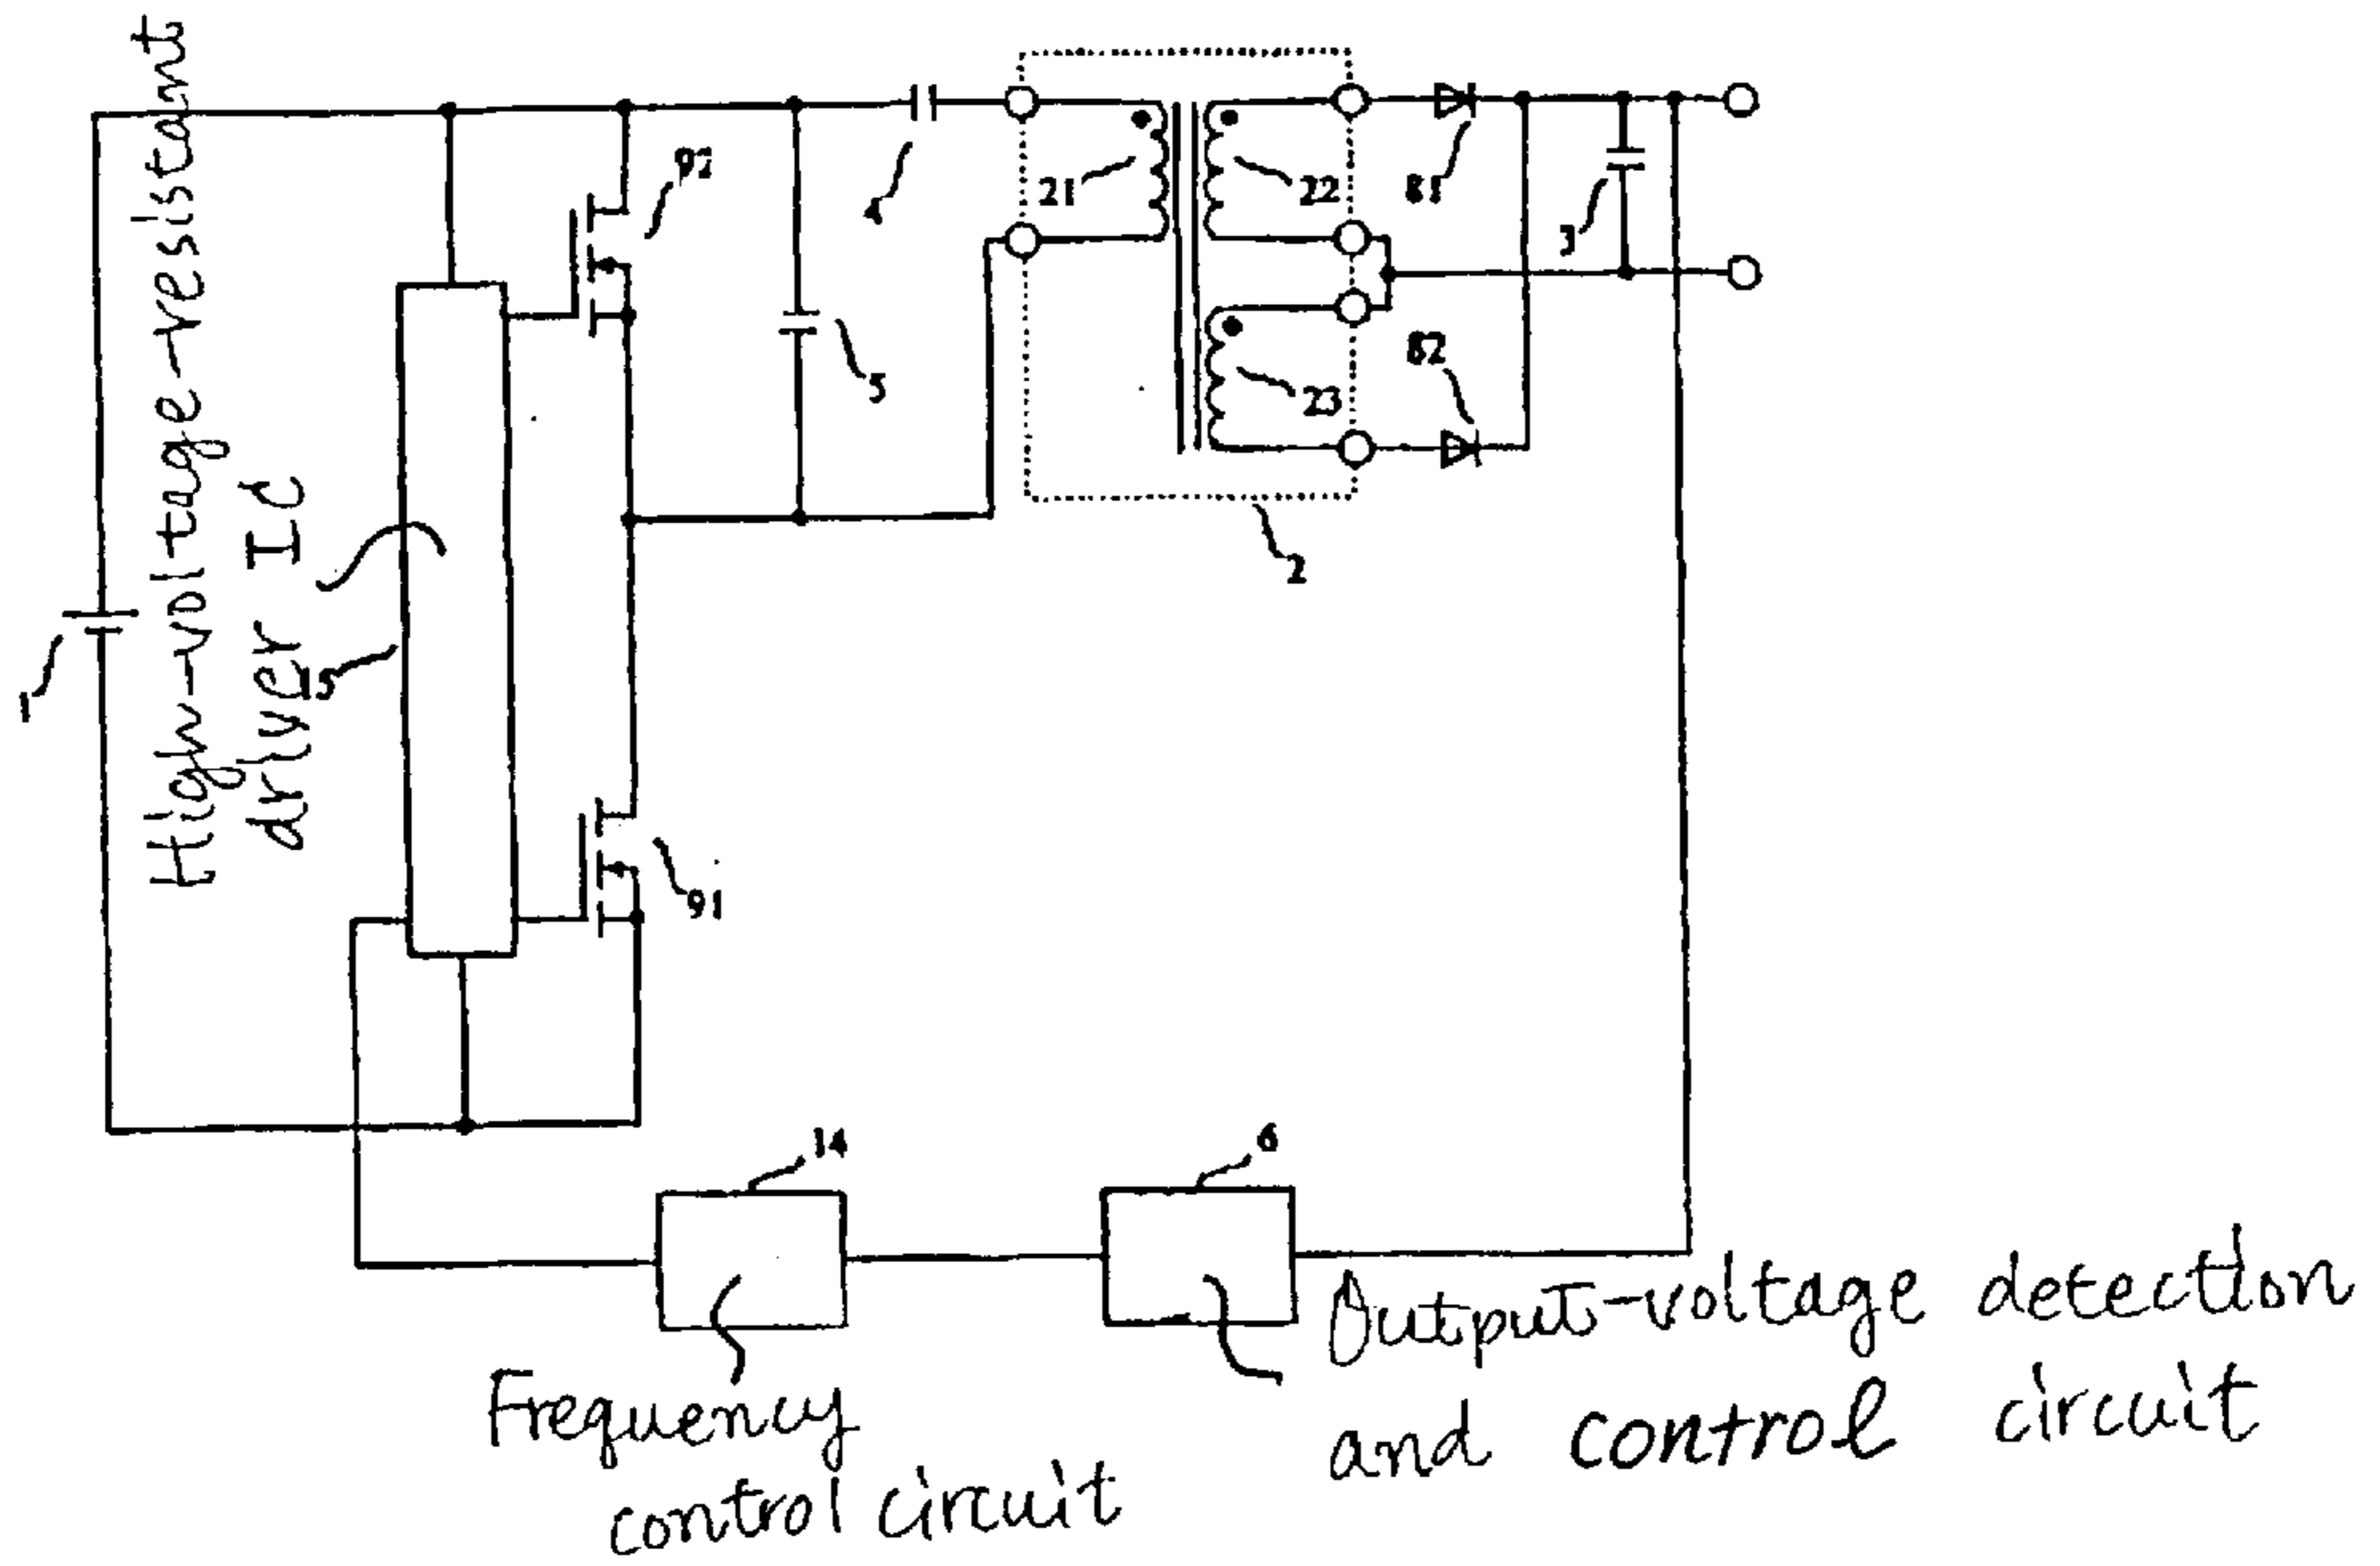 High-voltage-resistant
driver IC
92
21
22
81
3
4
5
23
82
2
1
15
91
14
6
Frequency
control circuit
Output-voltage detection
and control circuit